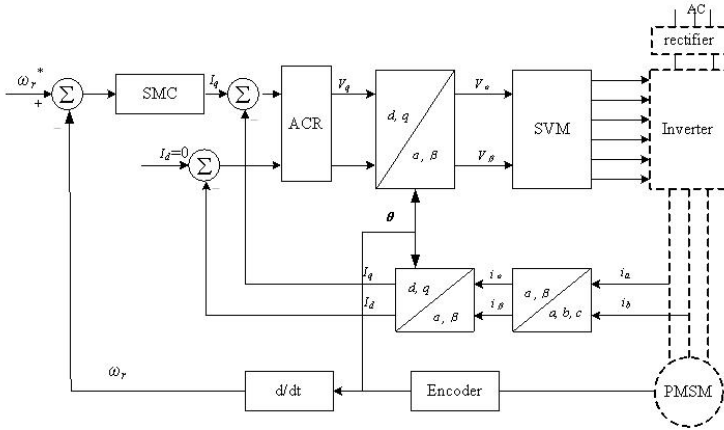 AC
rectifier
ωr*
+
Σ
−
SMC
Iq
Σ
−
ACR
Vq
d, q
a, β
Vα
Vβ
SVM
Inverter
Id=0
Σ
−
θ
Iq
Id
d, q
a, β
iα
iβ
a, β
a, b, c
ia
ib
ωr
d/dt
Encoder
PMSM